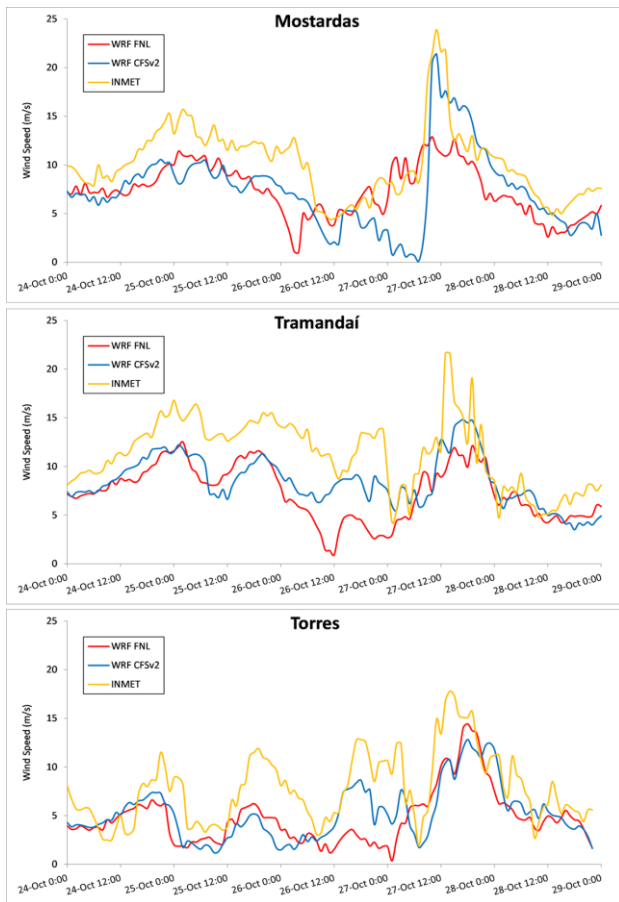 Mostardas
25
20
15
10
5
0
Wind Speed (m/s)
WRF FNL
WRF CFSv2
INMET
24-Oct 0:00
24-Oct 12:00
25-Oct 0:00
25-Oct 12:00
26-Oct 0:00
26-Oct 12:00
27-Oct 0:00
27-Oct 12:00
28-Oct 0:00
28-Oct 12:00
29-Oct 0:00
Tramandaí
25
20
15
10
5
0
Wind Speed (m/s)
WRF FNL
WRF CFSv2
INMET
24-Oct 0:00
24-Oct 12:00
25-Oct 0:00
25-Oct 12:00
26-Oct 0:00
26-Oct 12:00
27-Oct 0:00
27-Oct 12:00
28-Oct 0:00
28-Oct 12:00
29-Oct 0:00
Torres
25
20
15
10
5
0
Wind Speed (m/s)
WRF FNL
WRF CFSv2
INMET
24-Oct 0:00
24-Oct 12:00
25-Oct 0:00
25-Oct 12:00
26-Oct 0:00
26-Oct 12:00
27-Oct 0:00
27-Oct 12:00
28-Oct 0:00
28-Oct 12:00
29-Oct 0:00